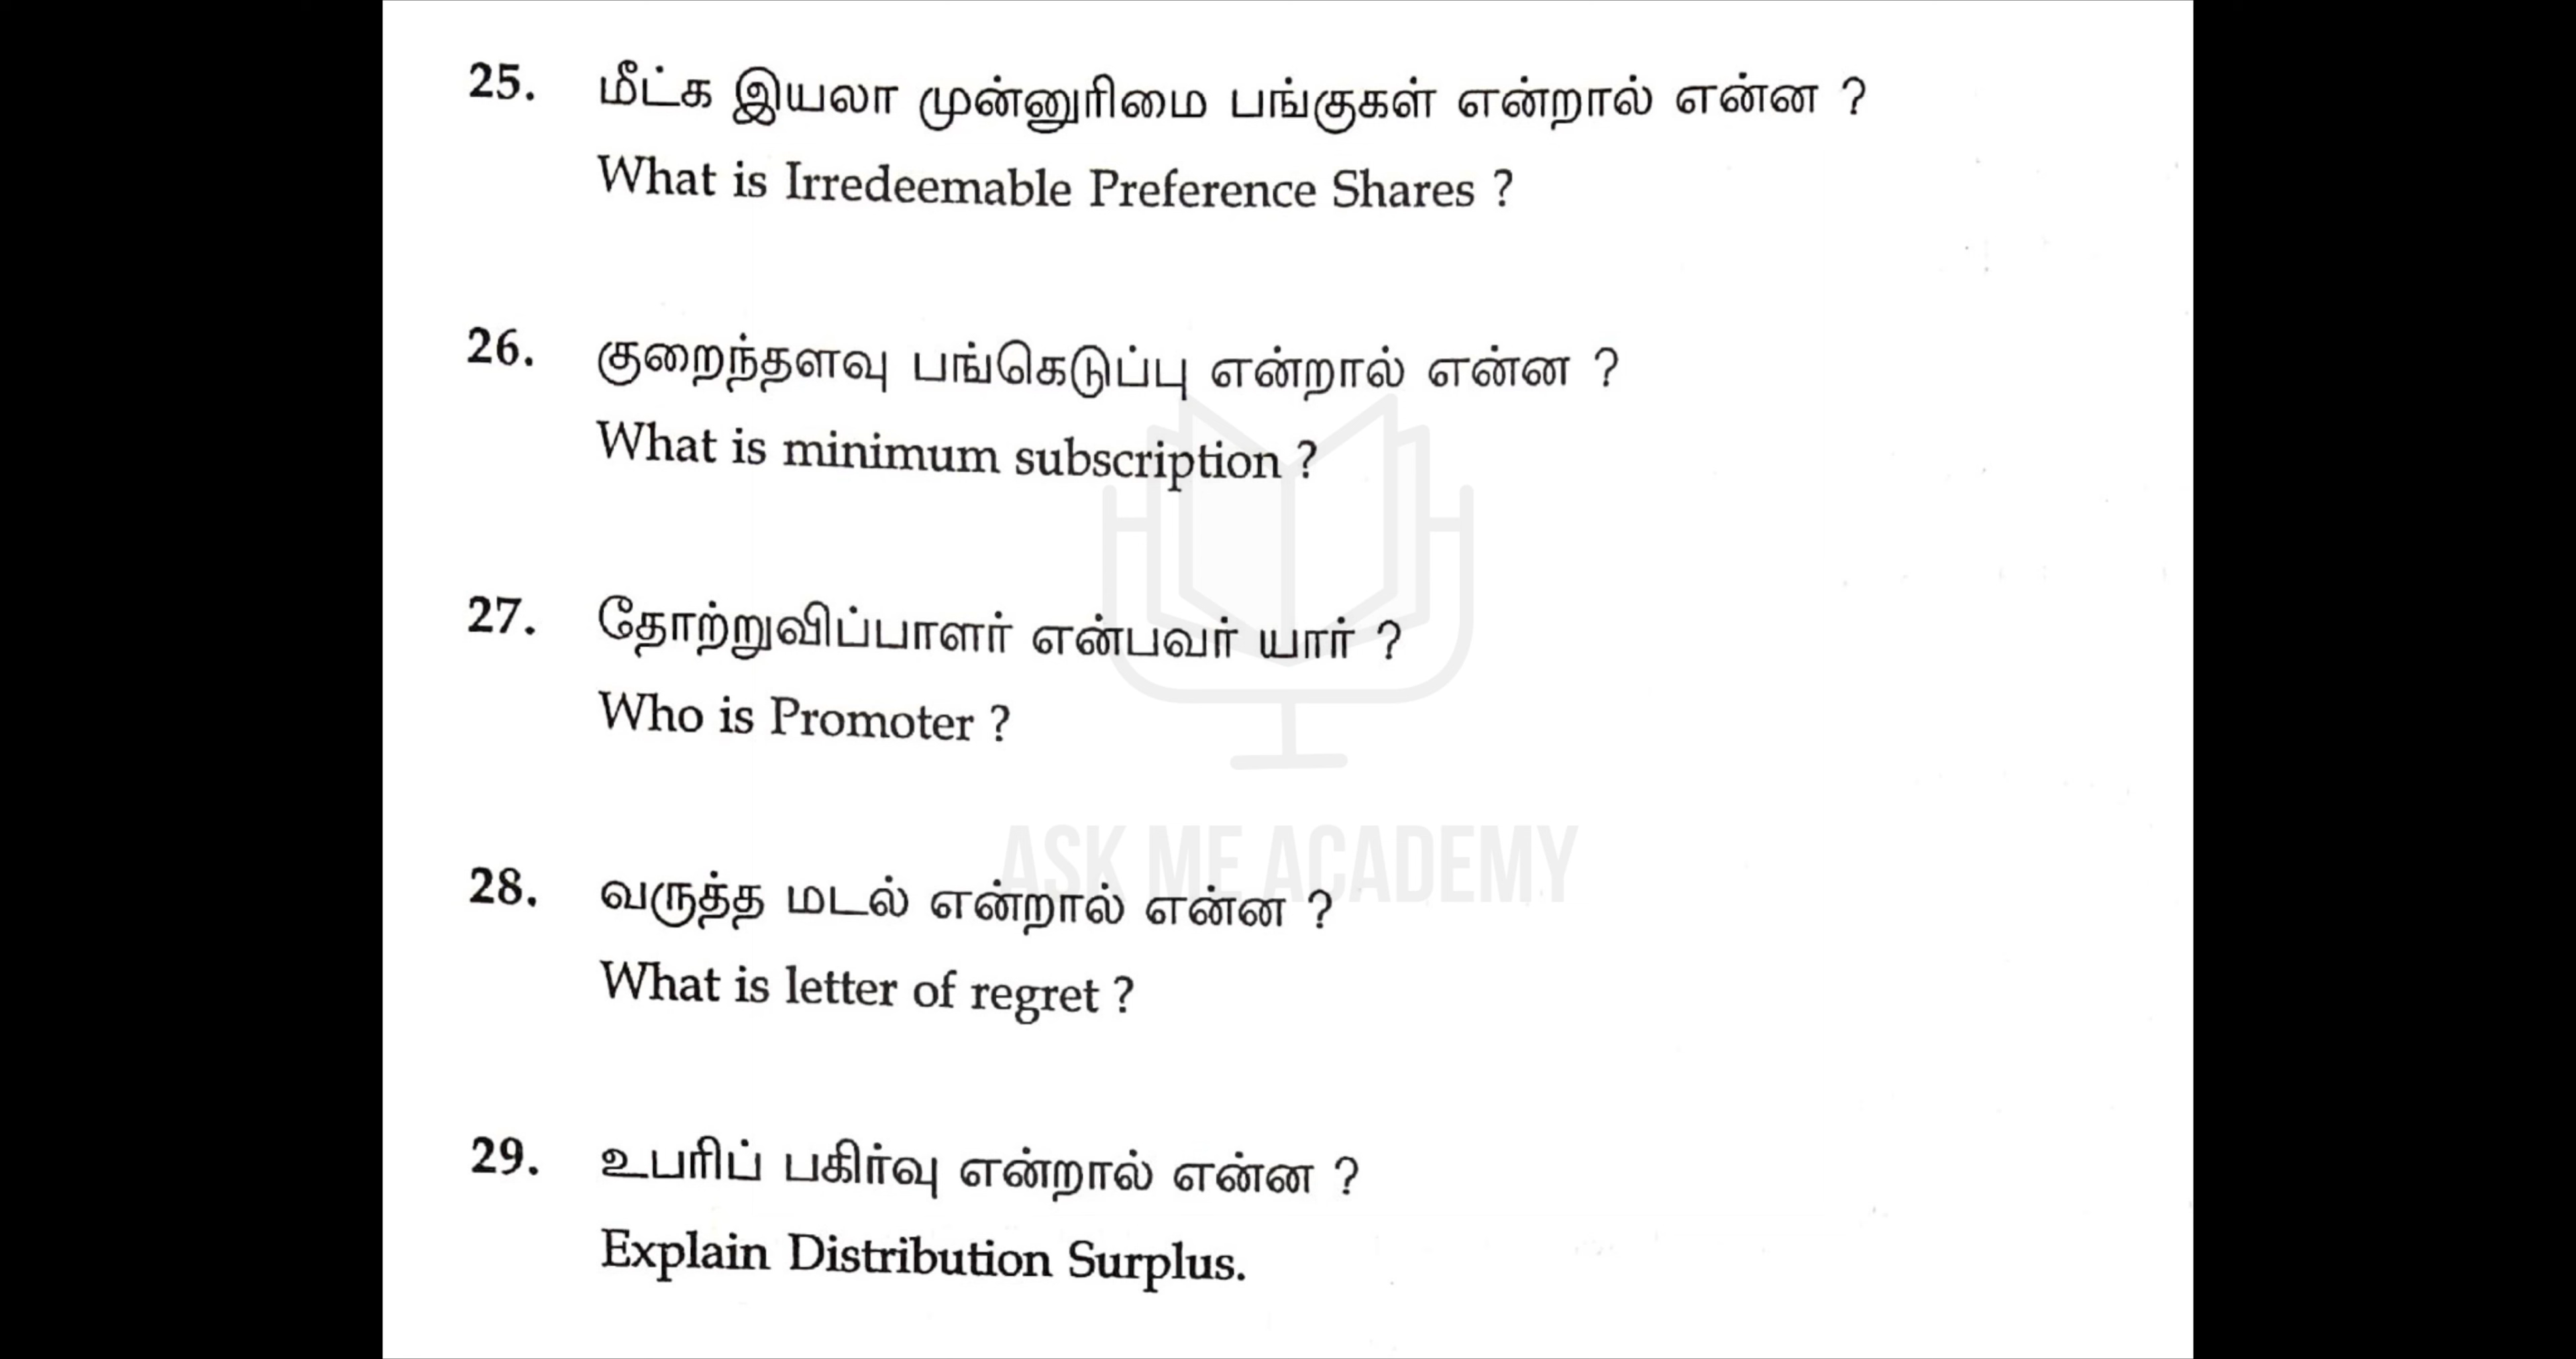 25. மீட்க இயலா முன்னுரிமை பங்குகள் என்றால் என்ன ?
What is Irredeemable Preference Shares ?
26. குறைந்தளவு பங்கெடுப்பு என்றால் என்ன ?
What is minimum subscription ?
27. தோற்றுவிப்பாளர் என்பவர் யார் ?
Who is Promoter ?
ASK ME ACADEMY
28. வருத்த மடல் என்றால் என்ன ?
What is letter of regret ?
29. உபரிப் பகிர்வு என்றால் என்ன ?
Explain Distribution Surplus.